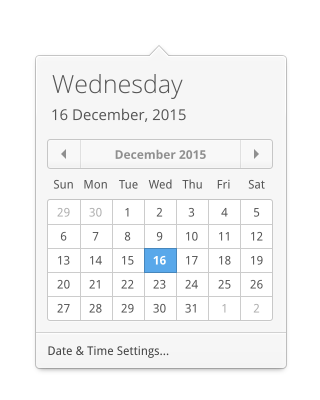 Wednesday
16 December, 2015
December 2015
Sun Mon Tue Wed Thu Fri Sat
29 30 1 2 3 4 5
6 7 8 9 10 11 12
13 14 15 16 17 18 19
20 21 22 23 24 25 26
27 28 29 30 31 1 2
Date & Time Settings...